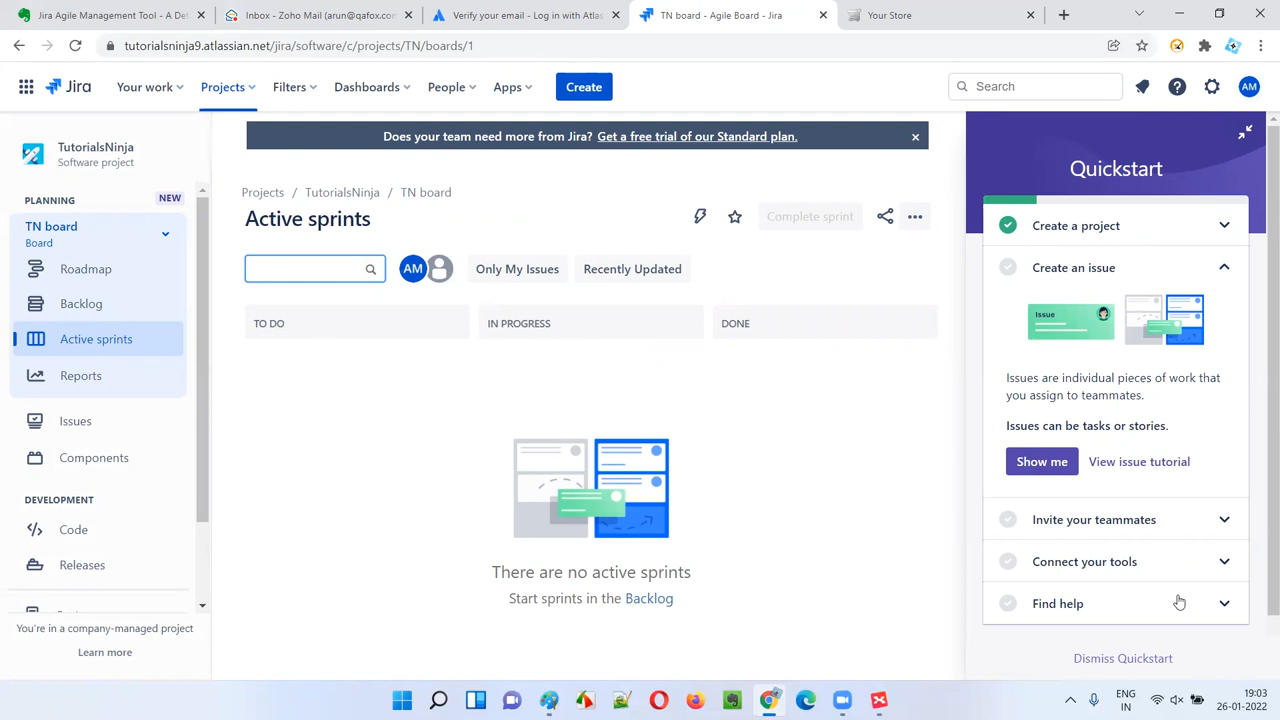 Jira Management Tool - A Det
Inbox - Zoho Mail (arun@qafox.com
Verify your email - Log in with Atlas
TN board - Agile Board - Jira
Your Store
tutorialsninja9.atlassian.net/jira/software/c/projects/TN/boards/1
Jira
Your work
Projects
Filters
Dashboards
People
Apps
Create
Search
AM
TutorialsNinja
Software project
PLANNING
NEW
TN board
Board
Roadmap
Backlog
Active sprints
Reports
Issues
Components
DEVELOPMENT
Code
Releases
You're in a company-managed project
Learn more
Does your team need more from Jira? Get a free trial of our Standard plan.
Projects / TutorialsNinja / TN board
Active sprints
Complete sprint
AM
Only My Issues
Recently Updated
TO DO
IN PROGRESS
DONE
There are no active sprints
Start sprints in the Backlog
Quickstart
Create a project
Create an issue
Issue
Issues are individual pieces of work that
you assign to teammates.
Issues can be tasks or stories.
Show me
View issue tutorial
Invite your teammates
Connect your tools
Find help
Dismiss Quickstart
ENG
IN
19:03
26-01-2022